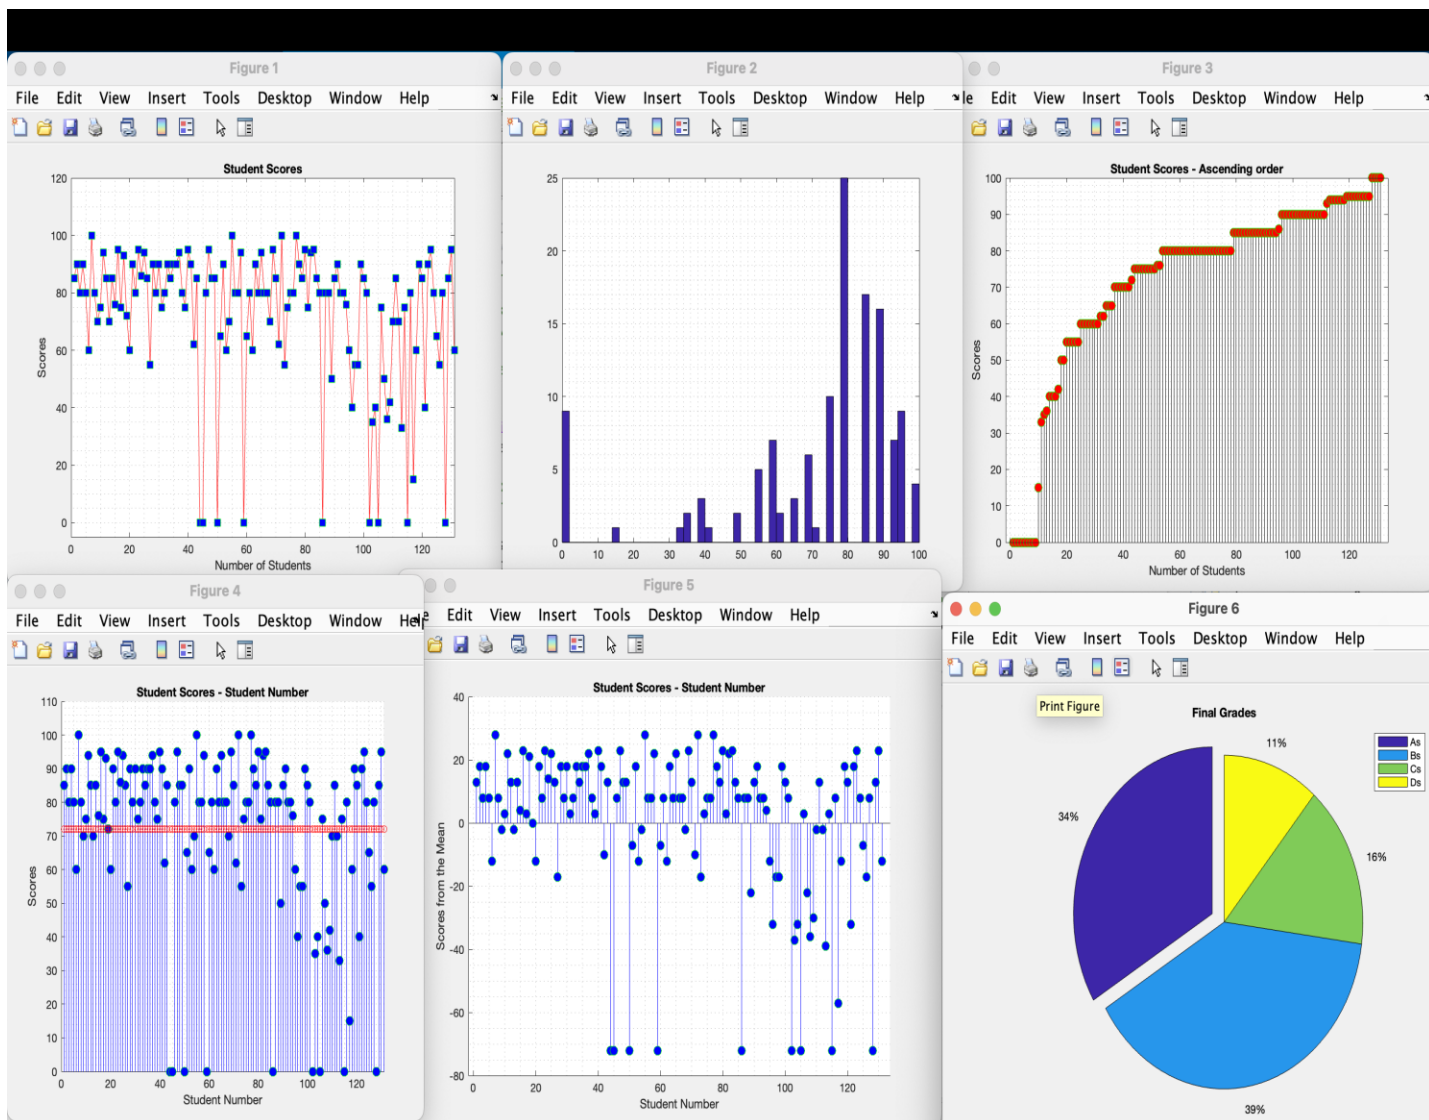 Figure 1
File Edit View Insert Tools Desktop Window Help
Student Scores
120
100
80
60
40
20
0
Scores
0 20 40 60 80 100 120
Number of Students
Figure 2
File Edit View Insert Tools Desktop Window Help
25
20
15
10
5
0
0 10 20 30 40 50 60 70 80 90 100
Figure 3
le Edit View Insert Tools Desktop Window Help
Student Scores - Ascending order
100
90
80
70
60
50
40
30
20
10
0
Scores
0 20 40 60 80 100 120
Number of Students
Figure 4
File Edit View Insert Tools Desktop Window Help
Student Scores - Student Number
110
100
90
80
70
60
50
40
30
20
10
0
Scores
0 20 40 60 80 100 120
Student Number
Figure 5
e Edit View Insert Tools Desktop Window Help
Student Scores - Student Number
40
20
0
-20
-40
-60
-80
Scores from the Mean
0 20 40 60 80 100 120
Student Number
Figure 6
File Edit View Insert Tools Desktop Window Help
Print Figure
Final Grades
11%
As
Bs
Cs
Ds
34%
16%
39%